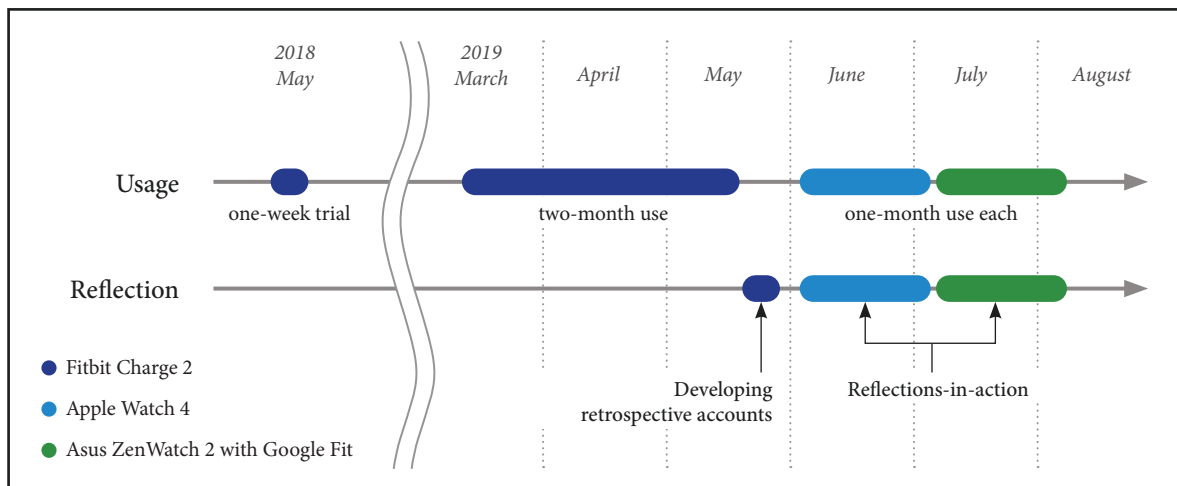 2018
May
2019
March
April
May
June
July
August
Usage
one-week trial
two-month use
one-month use each
Reflection
Fitbit Charge 2
Apple Watch 4
Asus ZenWatch 2 with Google Fit
Developing
retrospective accounts
Reflections-in-action